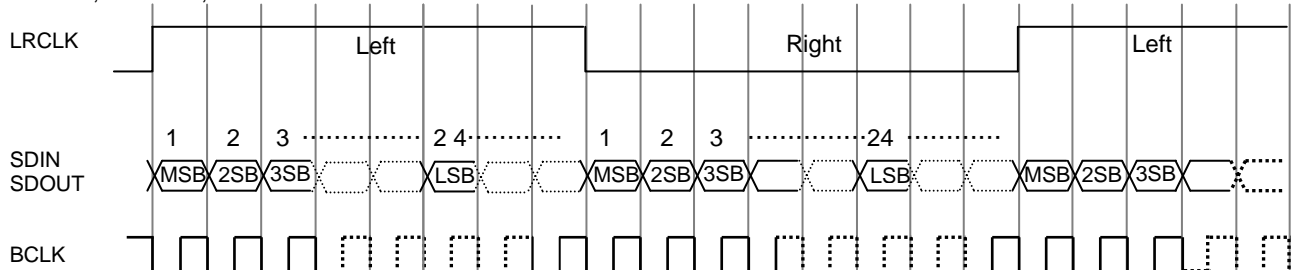 LRCLK
Left
Right
Left
1 2 3 24 1 2 3 24
SDIN
SDOUT
MSB 2SB 3SB LSB MSB 2SB 3SB LSB MSB 2SB 3SB
BCLK